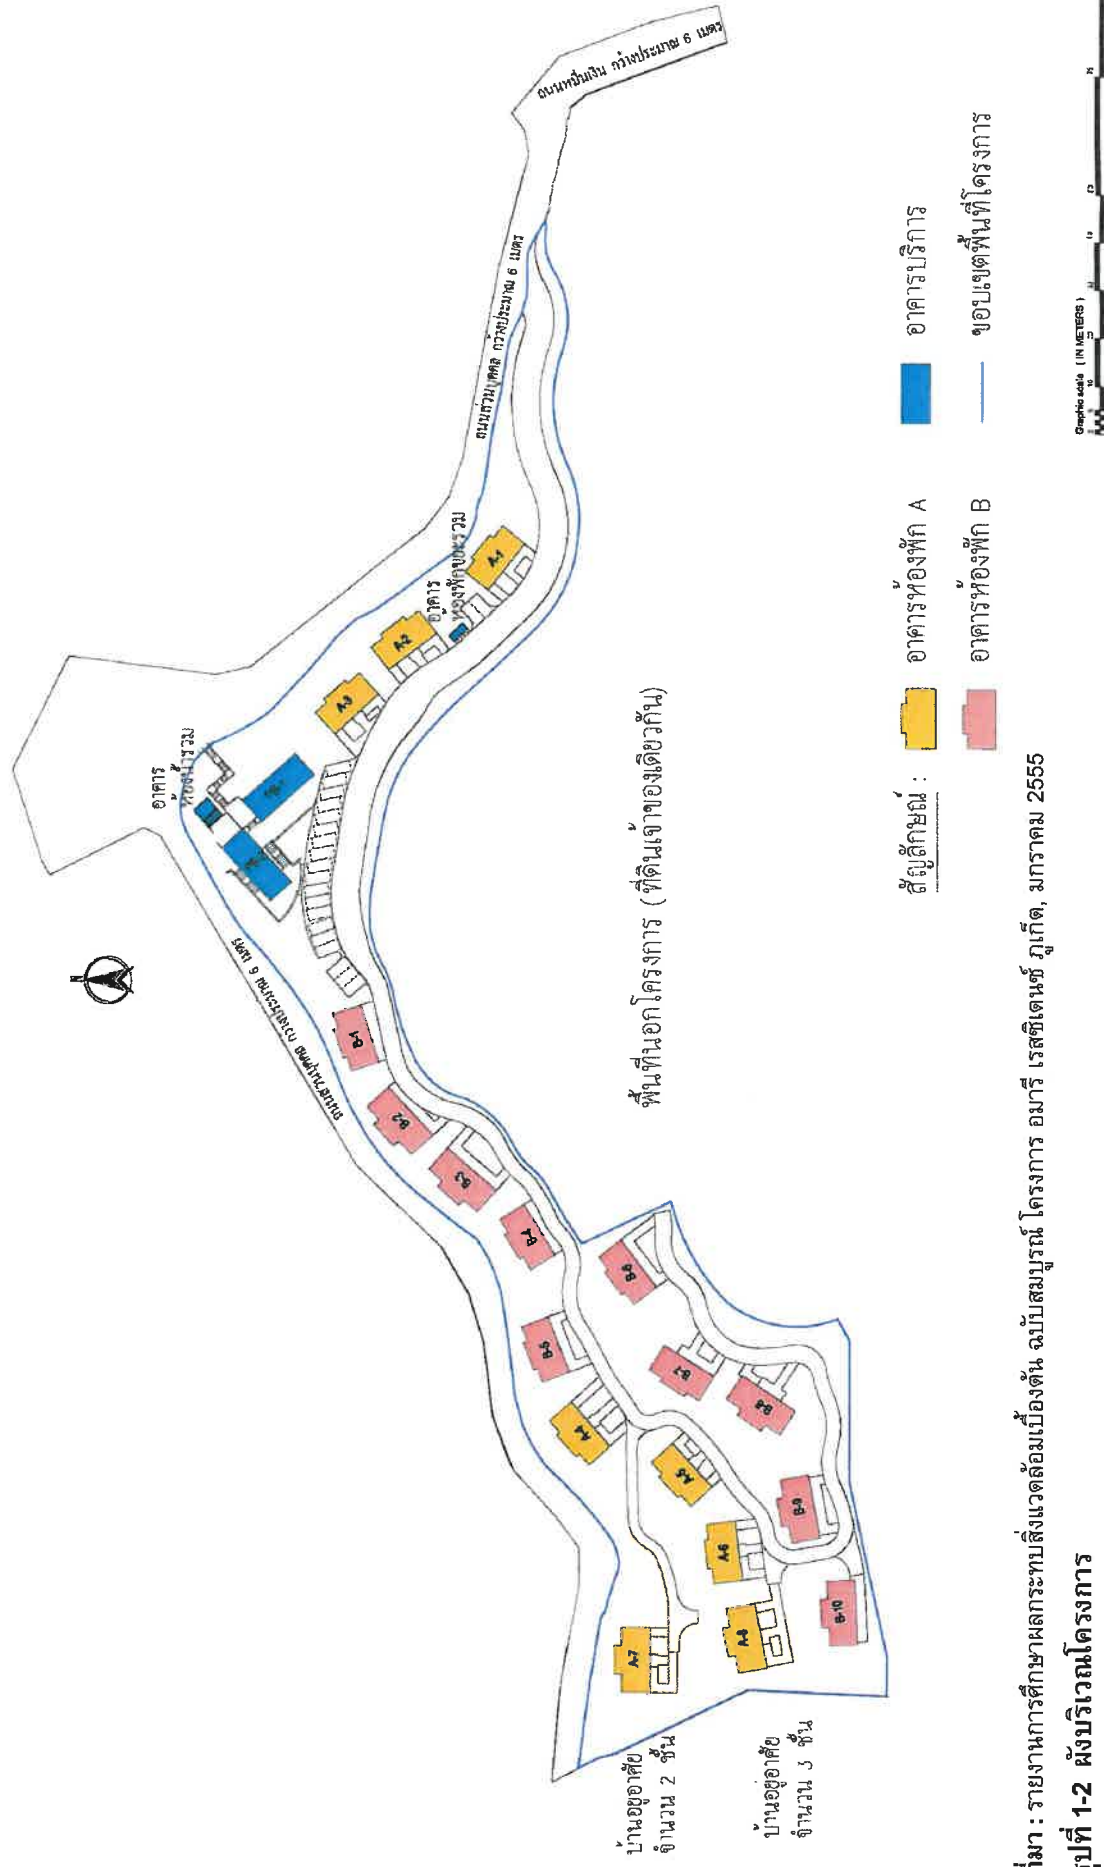 ถนนหมื่นเงิน กว้างประมาณ 6 เมตร
ถนนส่วนบุคคล กว้างประมาณ 6 เมตร
ถนนส่วนบุคคล กว้างประมาณ 6 เมตร
N
อาคาร
ห้องน้ำรวม
อาคาร
ห้องพักขยะรวม
A-1
A-2
A-3
B-1
B-2
B-3
B-4
B-5
A-4
A-5
A-6
A-7
A-8
B-6
B-7
B-8
B-9
B-10
พื้นที่นอกโครงการ (ที่ดินเจ้าของเดียวกัน)
บ้านอยู่อาศัย
จำนวน 2 ชั้น
บ้านอยู่อาศัย
จำนวน 3 ชั้น
สัญลักษณ์ :
อาคารห้องพัก A
อาคารบริการ
อาคารห้องพัก B
ขอบเขตพื้นที่โครงการ
Graphic scale (IN METERS)
ที่มา : รายงานการศึกษาผลกระทบสิ่งแวดล้อมเบื้องต้น ฉบับสมบูรณ์ โครงการ อมารี เรสซิเดนซ์ ภูเก็ต, มกราคม 2555
รูปที่ 1-2 ผังบริเวณโครงการ